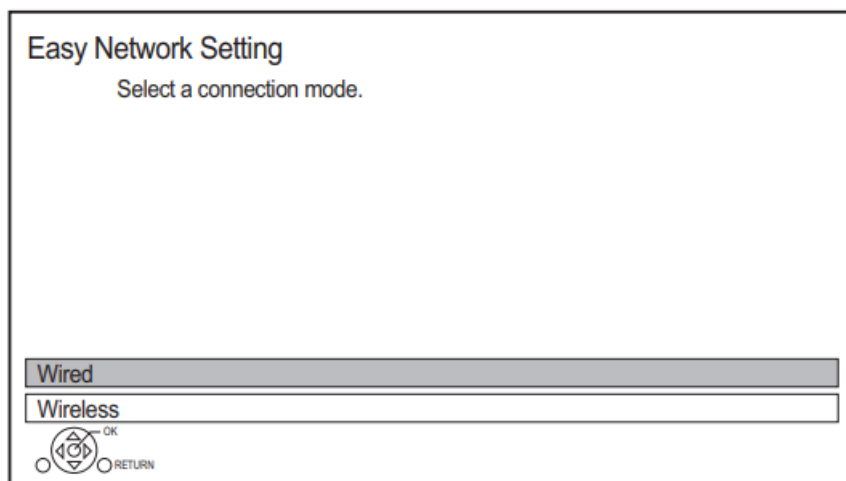 Easy Network Setting
Select a connection mode.
Wired
Wireless
OK
RETURN